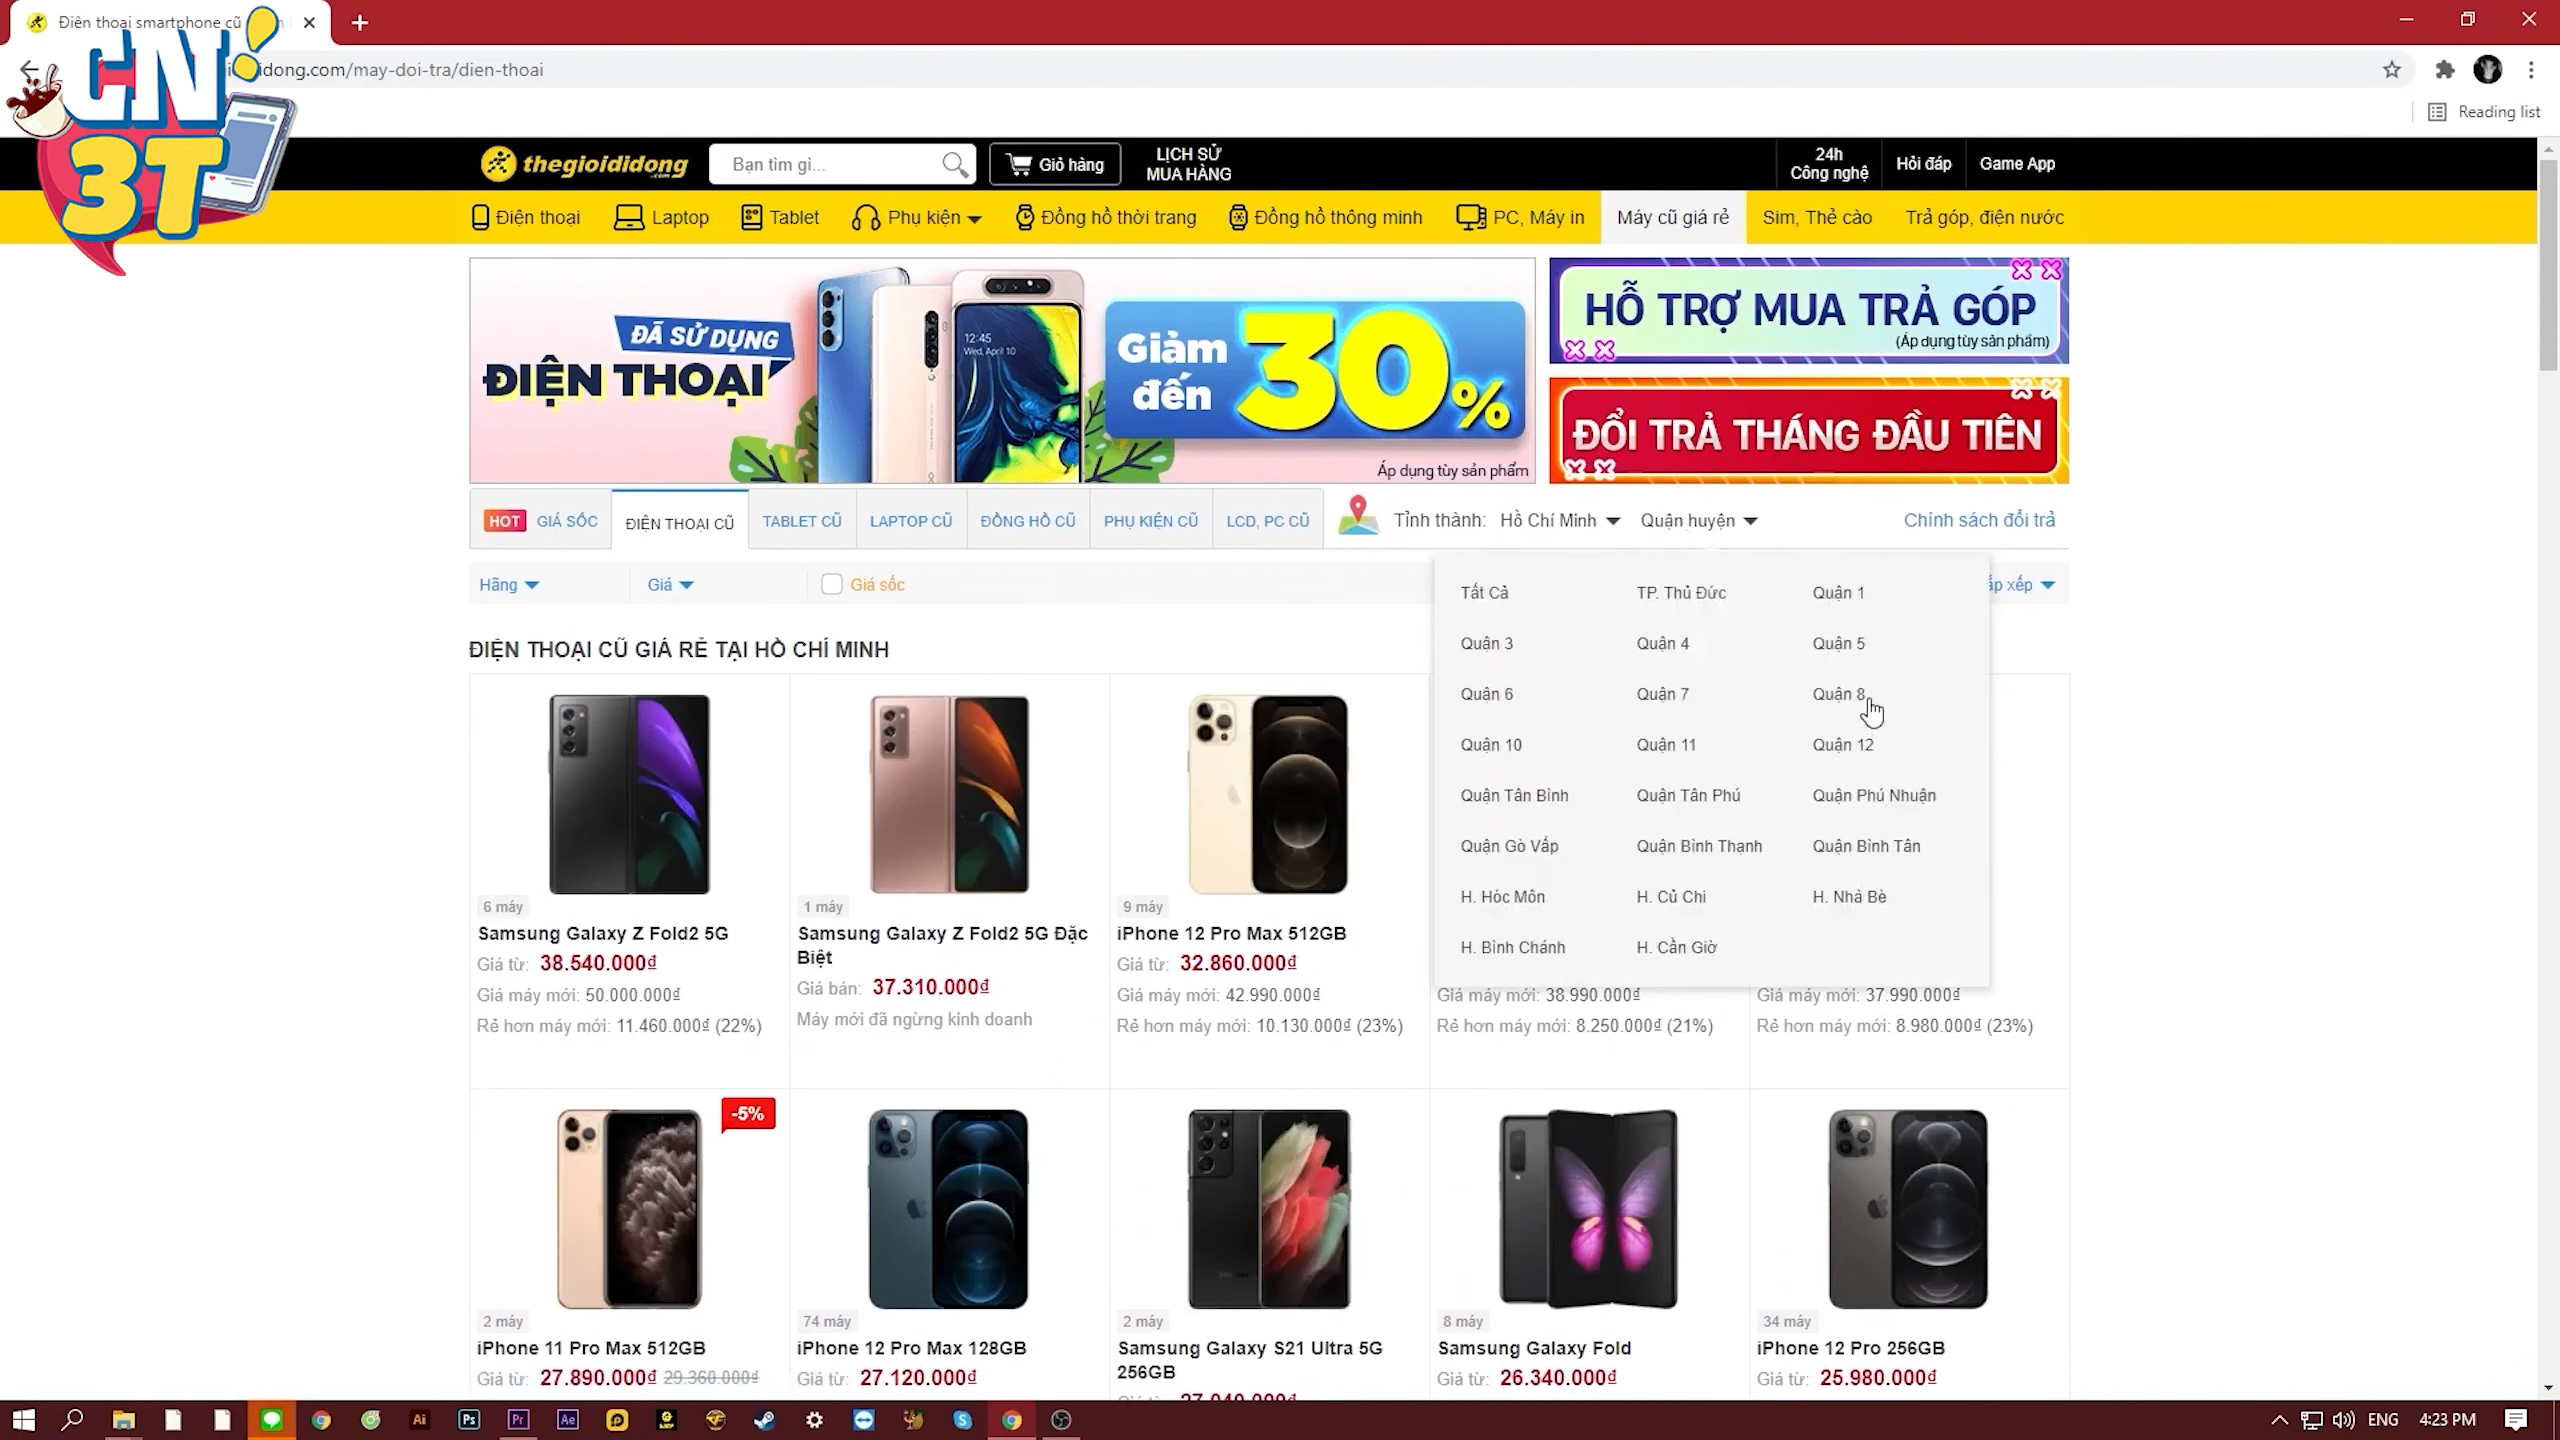 Điện thoại smartphone cũ
CN!
3T
idong.com/may-doi-tra/dien-thoai
Reading list
thegioididong.com
Bạn tìm gì...
Giỏ hàng
LỊCH SỬ
MUA HÀNG
24h
Công nghệ
Hỏi đáp
Game App
Điện thoại
Laptop
Tablet
Phụ kiện
Đồng hồ thời trang
Đồng hồ thông minh
PC, Máy in
Máy cũ giá rẻ
Sim, Thẻ cào
Trả góp, điện nước
ĐÃ SỬ DỤNG
ĐIỆN THOẠI
12:45
Wed, April 10
Giảm
đến
30%
Áp dụng tùy sản phẩm
HỖ TRỢ MUA TRẢ GÓP
(Áp dụng tùy sản phẩm)
ĐỔI TRẢ THÁNG ĐẦU TIÊN
HOT GIÁ SỐC
ĐIỆN THOẠI CŨ
TABLET CŨ
LAPTOP CŨ
ĐỒNG HỒ CŨ
PHỤ KIỆN CŨ
LCD, PC CŨ
Tỉnh thành: Hồ Chí Minh
Quận huyện
Chính sách đổi trả
Hãng
Giá
Giá sốc
ắp xếp
Tất Cả
TP. Thủ Đức
Quận 1
Quận 3
Quận 4
Quận 5
Quận 6
Quận 7
Quận 8
Quận 10
Quận 11
Quận 12
Quận Tân Bình
Quận Tân Phú
Quận Phú Nhuận
Quận Gò Vấp
Quận Bình Thạnh
Quận Bình Tân
H. Hóc Môn
H. Củ Chi
H. Nhà Bè
H. Bình Chánh
H. Cần Giờ
ĐIỆN THOẠI CŨ GIÁ RẺ TẠI HỒ CHÍ MINH
6 máy
Samsung Galaxy Z Fold2 5G
Giá từ: 38.540.000₫
Giá máy mới: 50.000.000₫
Rẻ hơn máy mới: 11.460.000₫ (22%)
1 máy
Samsung Galaxy Z Fold2 5G Đặc
Biệt
Giá bán: 37.310.000₫
Máy mới đã ngừng kinh doanh
9 máy
iPhone 12 Pro Max 512GB
Giá từ: 32.860.000₫
Giá máy mới: 42.990.000₫
Rẻ hơn máy mới: 10.130.000₫ (23%)
Giá máy mới: 38.990.000₫
Rẻ hơn máy mới: 8.250.000₫ (21%)
Giá máy mới: 37.990.000₫
Rẻ hơn máy mới: 8.980.000₫ (23%)
-5%
2 máy
iPhone 11 Pro Max 512GB
Giá từ: 27.890.000₫ 29.360.000₫
74 máy
iPhone 12 Pro Max 128GB
Giá từ: 27.120.000₫
2 máy
Samsung Galaxy S21 Ultra 5G
256GB
8 máy
Samsung Galaxy Fold
Giá từ: 26.340.000₫
34 máy
iPhone 12 Pro 256GB
Giá từ: 25.980.000₫
Ai
Ps
Pr
Ae
ENG
4:23 PM